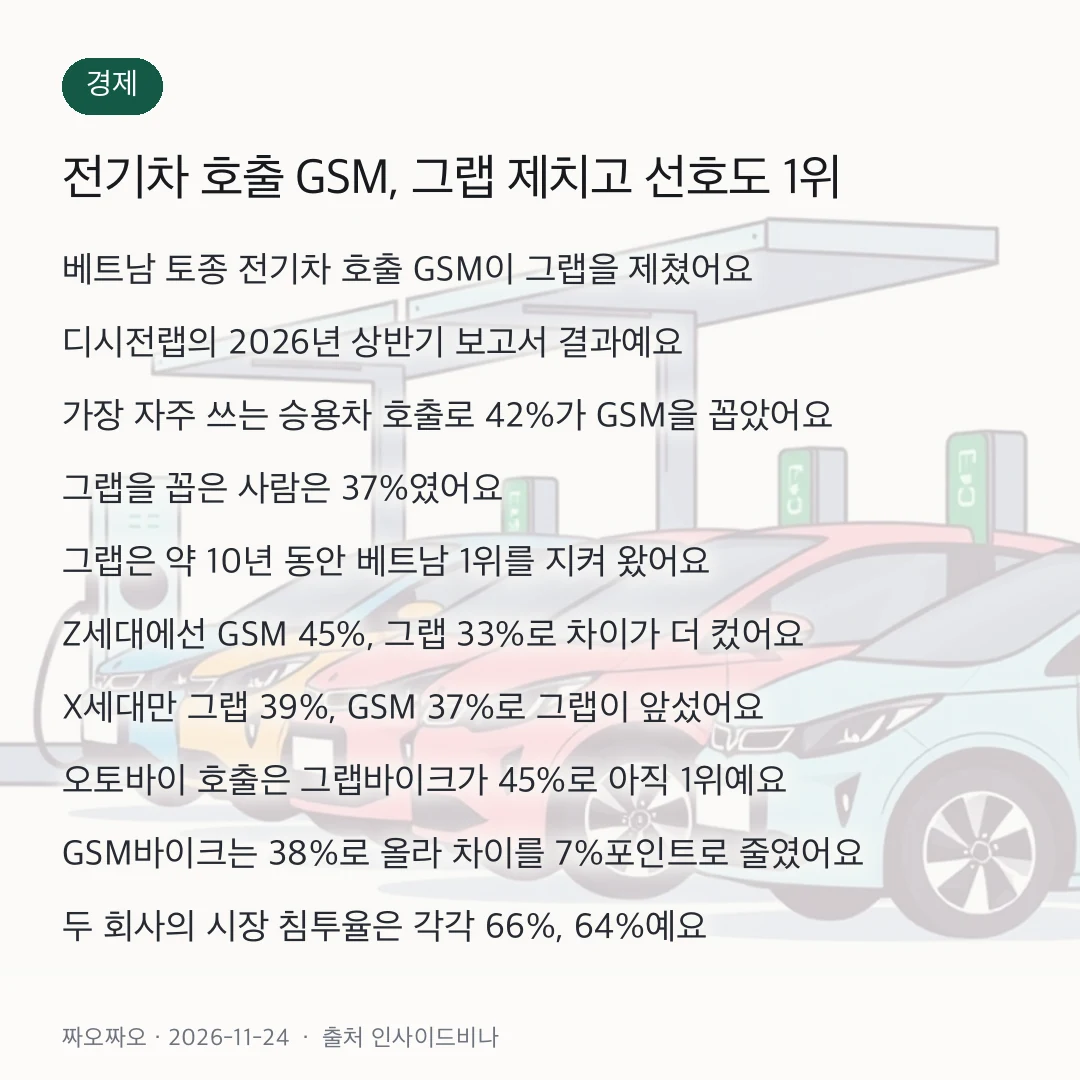 경제
전기차 호출 GSM, 그랩 제치고 선호도 1위
베트남 토종 전기차 호출 GSM이 그랩을 제쳤어요
디시전랩의 2026년 상반기 보고서 결과예요
가장 자주 쓰는 승용차 호출로 42%가 GSM을 꼽았어요
그랩을 꼽은 사람은 37%였어요
그랩은 약 10년 동안 베트남 1위를 지켜 왔어요
Z세대에선 GSM 45%, 그랩 33%로 차이가 더 컸어요
X세대만 그랩 39%, GSM 37%로 그랩이 앞섰어요
오토바이 호출은 그랩바이크가 45%로 아직 1위예요
GSM바이크는 38%로 올라 차이를 7%포인트로 줄였어요
두 회사의 시장 침투율은 각각 66%, 64%예요
짜오짜오 · 2026-11-24 · 출처 인사이드비나